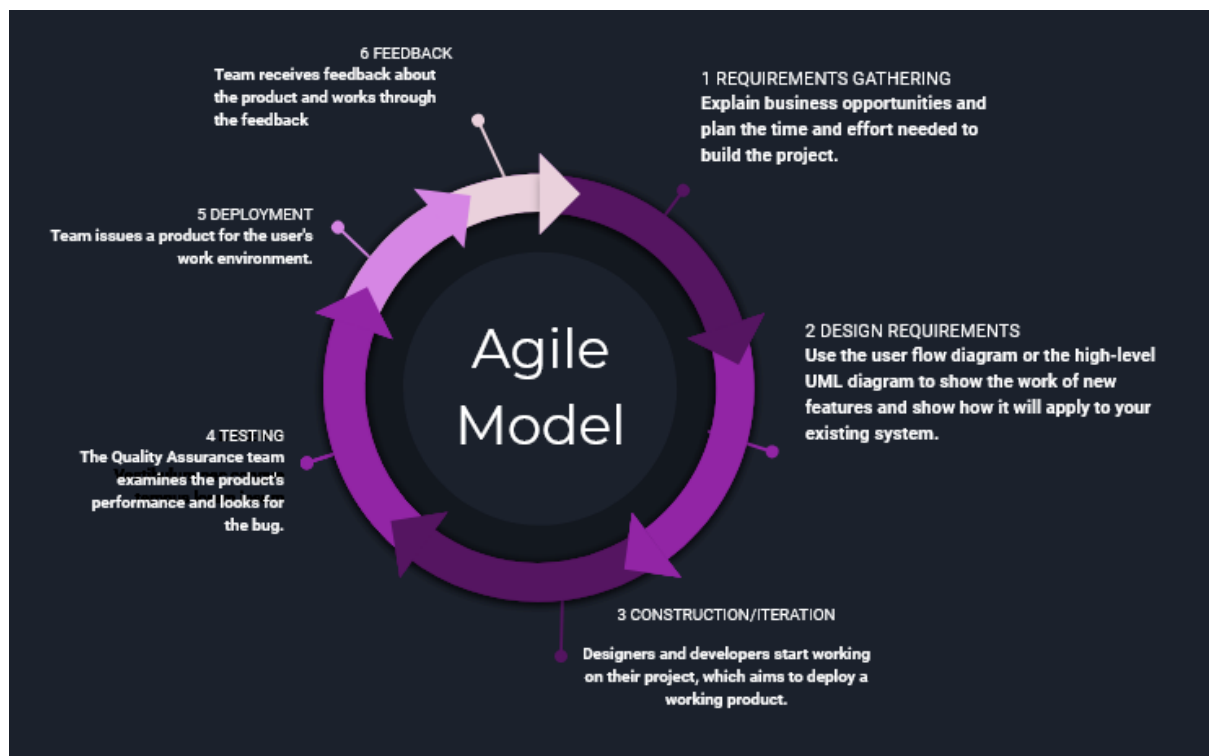 6 FEEDBACK
Team receives feedback about
the product and works through
the feedback
1 REQUIREMENTS GATHERING
Explain business opportunities and
plan the time and effort needed to
build the project.
5 DEPLOYMENT
Team issues a product for the user's
work environment.
Agile
Model
2 DESIGN REQUIREMENTS
Use the user flow diagram or the high-level
UML diagram to show the work of new
features and show how it will apply to your
existing system.
4 TESTING
The Quality Assurance team
examines the product's
performance and looks for
the bug.
3 CONSTRUCTION/ITERATION
Designers and developers start working
on their project, which aims to deploy a
working product.